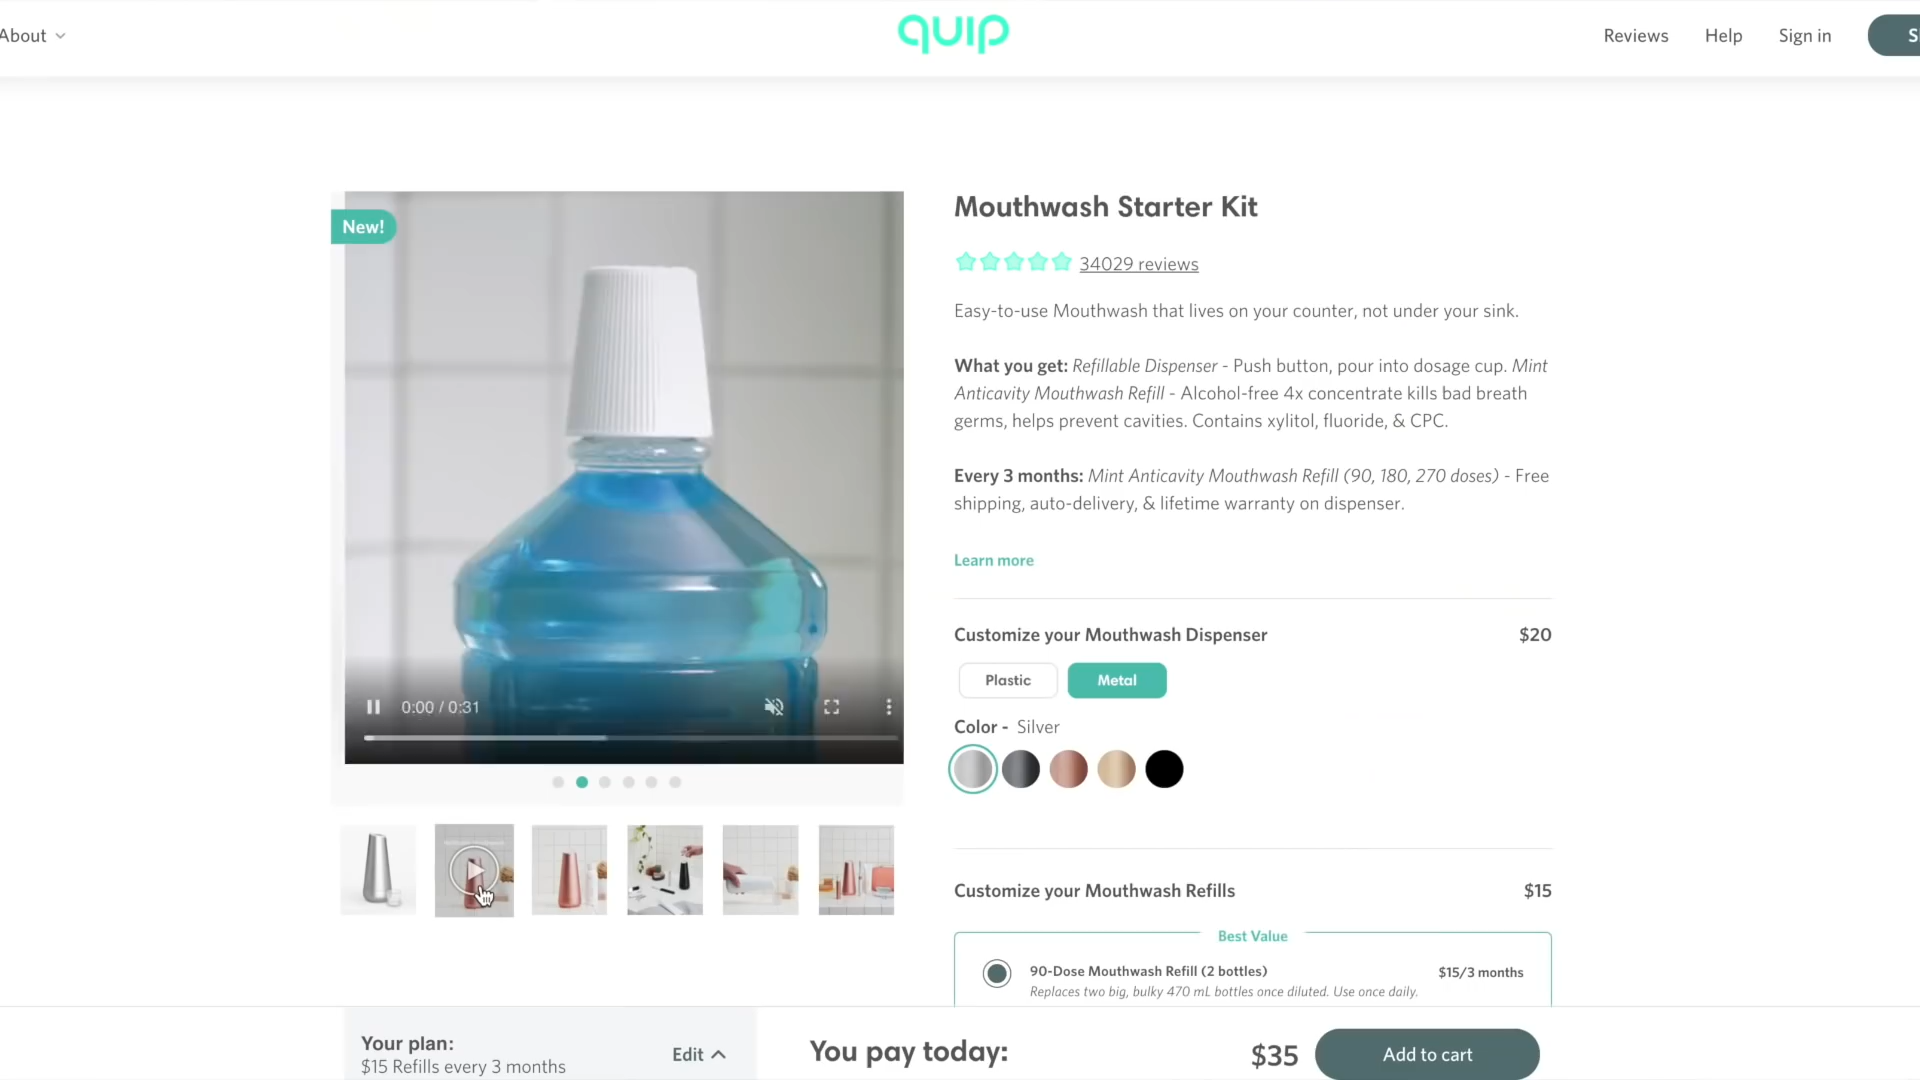 About
quip
Reviews
Help
Sign in
S
New!
0:00 / 0:31
Mouthwash Starter Kit
34029 reviews
Easy-to-use Mouthwash that lives on your counter, not under your sink.
What you get: Refillable Dispenser - Push button, pour into dosage cup. Mint
Anticavity Mouthwash Refill - Alcohol-free 4x concentrate kills bad breath
germs, helps prevent cavities. Contains xylitol, fluoride, & CPC.
Every 3 months: Mint Anticavity Mouthwash Refill (90, 180, 270 doses) - Free
shipping, auto-delivery, & lifetime warranty on dispenser.
Learn more
Customize your Mouthwash Dispenser
$20
Plastic
Metal
Color - Silver
Customize your Mouthwash Refills
$15
Best Value
90-Dose Mouthwash Refill (2 bottles)
$15/3 months
Replaces two big, bulky 470 mL bottles once diluted. Use once daily.
Your plan:
$15 Refills every 3 months
Edit
You pay today:
$35
Add to cart